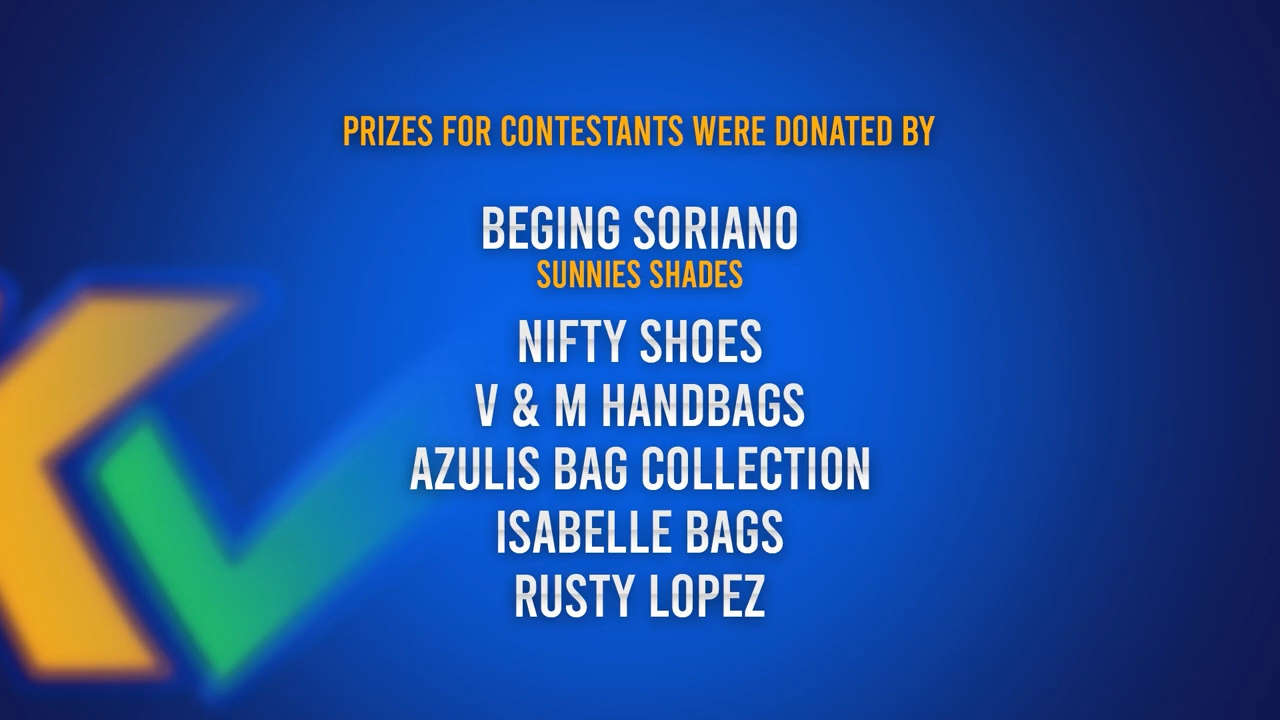 PRIZES FOR CONTESTANTS WERE DONATED BY
BEGING SORIANO
SUNNIES SHADES
NIFTY SHOES
V & M HANDBAGS
AZULIS BAG COLLECTION
ISABELLE BAGS
RUSTY LOPEZ